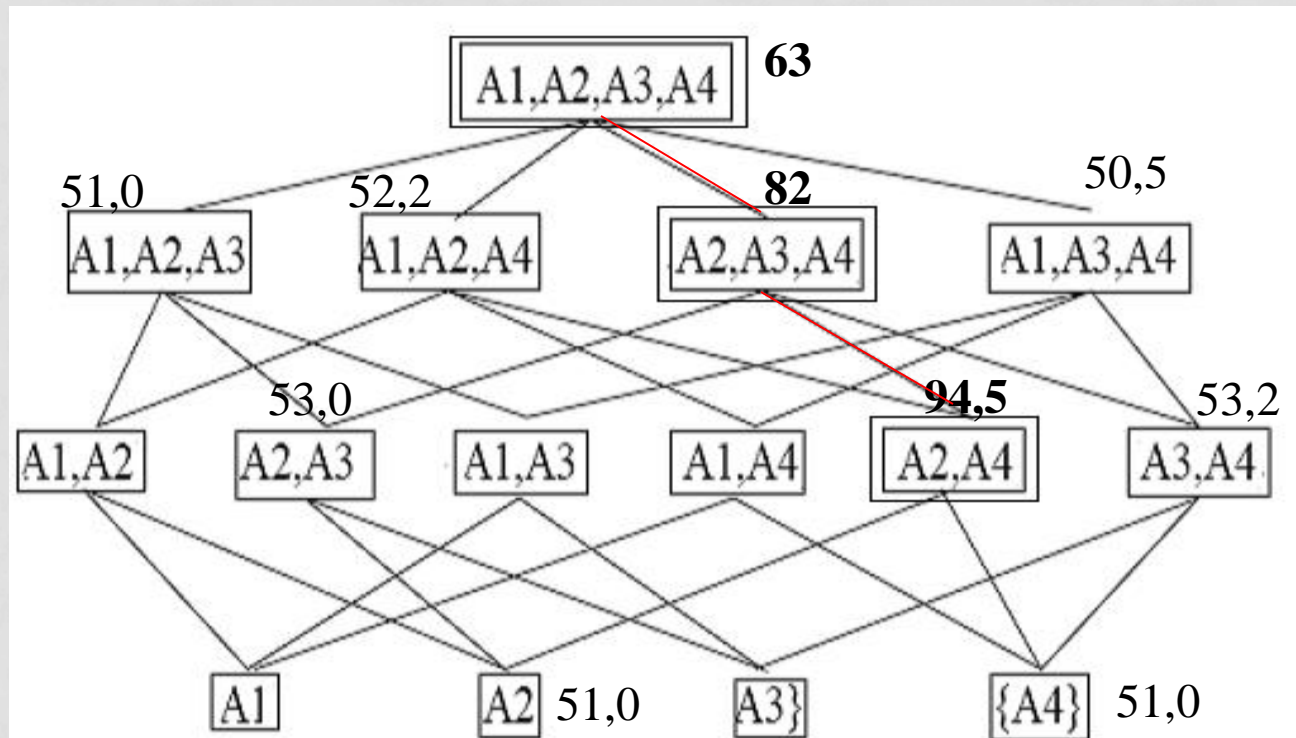 63
A1,A2,A3,A4
51,0 52,2 82 50,5
A1,A2,A3 A1,A2,A4 A2,A3,A4 A1,A3,A4
53,0 94,5 53,2
A1,A2 A2,A3 A1,A3 A1,A4 A2,A4 A3,A4
A1 A2 51,0 A3} {A4} 51,0